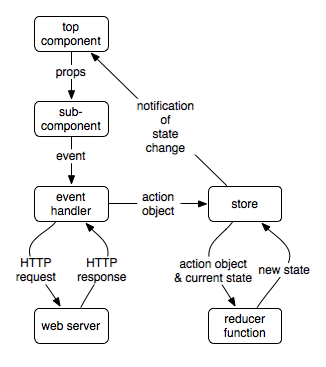 top
component
props
notification
of
state
change
sub-
component
event
event
handler
action
object
store
HTTP
request
HTTP
response
action object
& current state
new state
web server
reducer
function